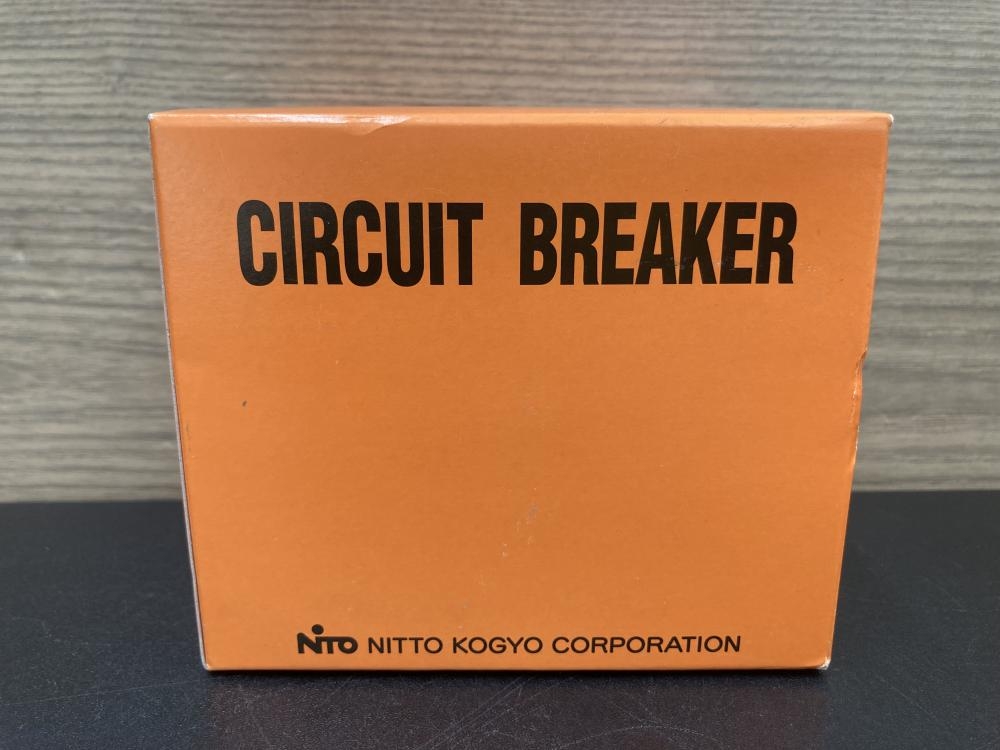 CIRCUIT BREAKER
NITO NITTO KOGYO CORPORATION